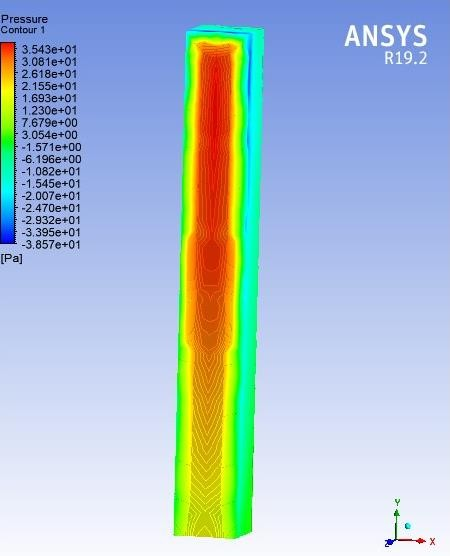 Pressure
Contour 1
3.543e+01
3.081e+01
2.618e+01
2.155e+01
1.693e+01
1.230e+01
7.679e+00
3.054e+00
-1.571e+00
-6.196e+00
-1.082e+01
-1.545e+01
-2.007e+01
-2.470e+01
-2.932e+01
-3.395e+01
-3.857e+01
[Pa]
ANSYS
R19.2
Y
X
Z